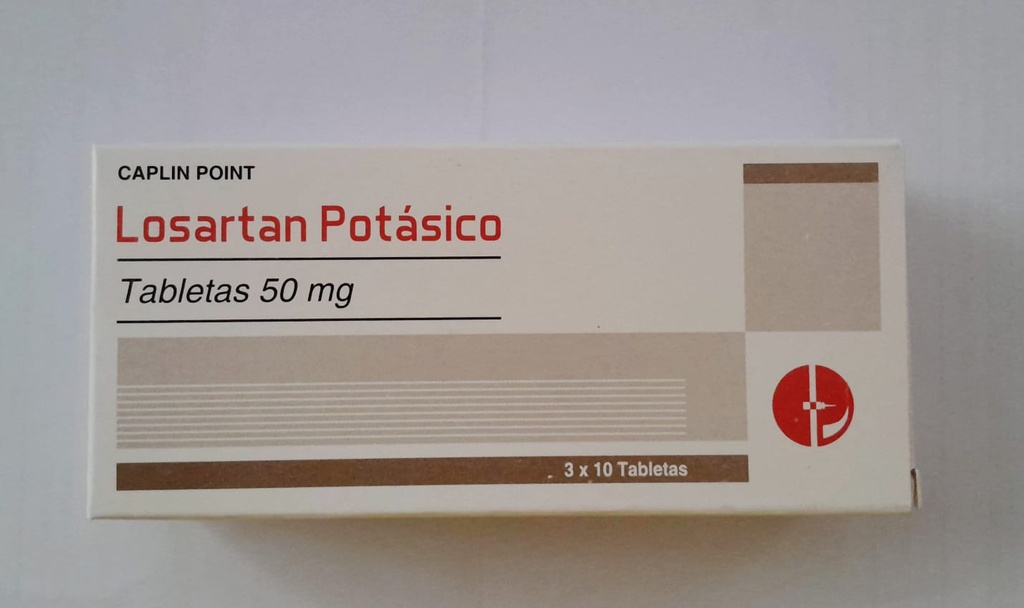 CAPLIN POINT
Losartan Potásico
Tabletas 50 mg
3 x 10 Tabletas